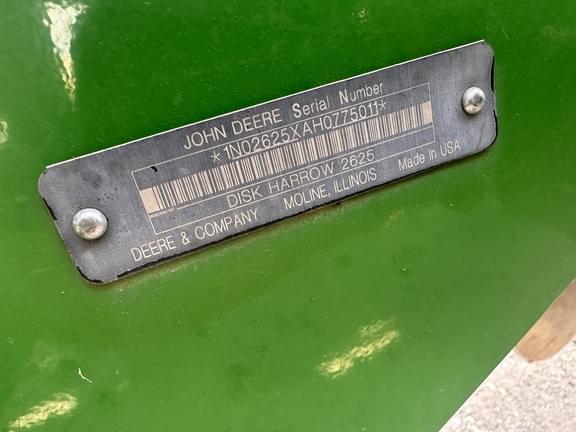 JOHN DEERE Serial Number
*1N02625XAH0775011*
DISK HARROW 2625
DEERE & COMPANY MOLINE, ILLINOIS Made In USA